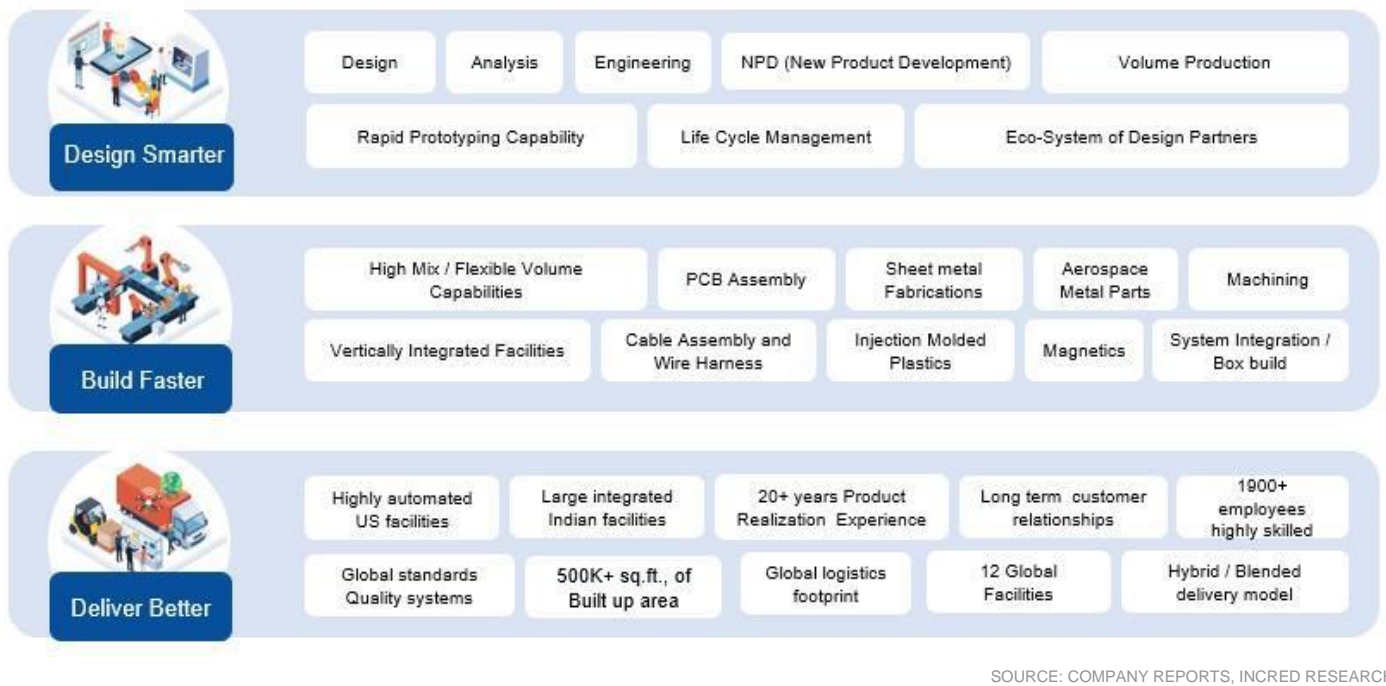 Design Smarter
Design
Analysis
Engineering
NPD (New Product Development)
Volume Production
Rapid Prototyping Capability
Life Cycle Management
Eco-System of Design Partners
Build Faster
High Mix / Flexible Volume
Capabilities
PCB Assembly
Sheet metal
Fabrications
Aerospace
Metal Parts
Machining
Vertically Integrated Facilities
Cable Assembly and
Wire Harness
Injection Molded
Plastics
Magnetics
System Integration /
Box build
Deliver Better
Highly automated
US facilities
Large integrated
Indian facilities
20+ years Product
Realization Experience
Long term customer
relationships
1900+
employees
highly skilled
Global standards
Quality systems
500K+ sq.ft., of
Built up area
Global logistics
footprint
12 Global
Facilities
Hybrid / Blended
delivery model
SOURCE: COMPANY REPORTS, INCRED RESEARC